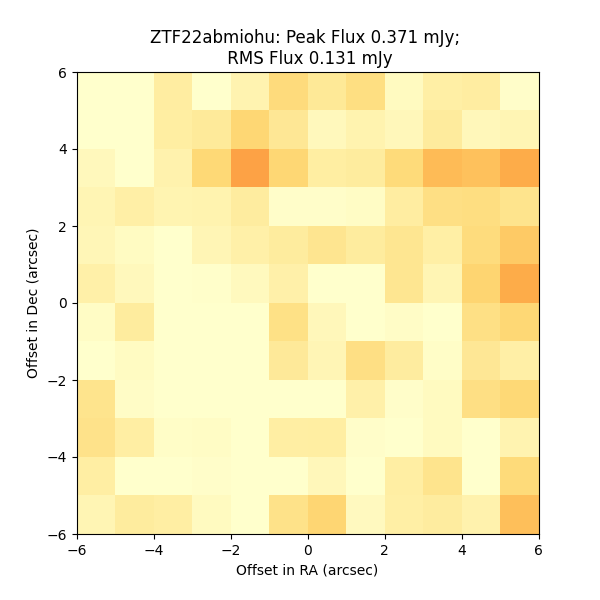 ZTF22abmiohu: Peak Flux 0.371 mJy;
RMS Flux 0.131 mJy
6
4
2
0
−2
−4
−6
Offset in Dec (arcsec)
−6 −4 −2 0 2 4 6
Offset in RA (arcsec)